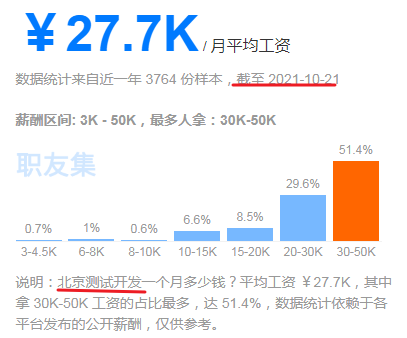 ¥ 27.7K / 月平均工资
数据统计来自近一年 3764 份样本，截至 2021-10-21
薪酬区间: 3K - 50K，最多人拿：30K-50K
职友集
0.7% 1% 0.6% 6.6% 8.5% 29.6% 51.4%
3-4.5K 6-8K 8-10K 10-15K 15-20K 20-30K 30-50K
说明：北京测试开发一个月多少钱？平均工资 ￥27.7K，其中
拿 30K-50K 工资的占比最多，达 51.4%，数据统计依赖于各
平台发布的公开薪酬，仅供参考。